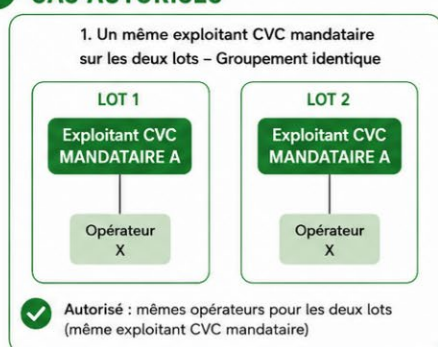 1. Un même exploitant CVC mandataire
sur les deux lots – Groupement identique
LOT 1
Exploitant CVC
MANDATAIRE A
Opérateur
X
LOT 2
Exploitant CVC
MANDATAIRE A
Opérateur
X
Autorisé : mêmes opérateurs pour les deux lots
(même exploitant CVC mandataire)